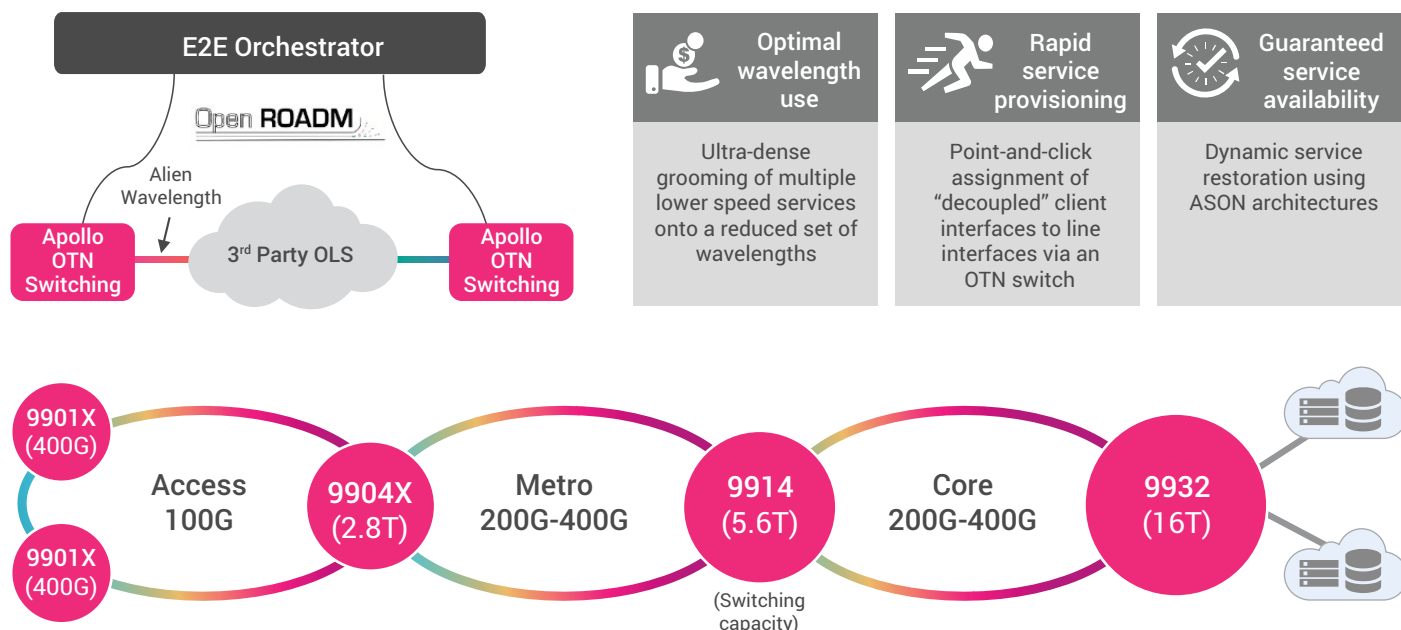 E2E Orchestrator
Open ROADM
Alien
Wavelength
Apollo
OTN
Switching
3rd Party OLS
Apollo
OTN
Switching
Optimal
wavelength
use
Ultra-dense
grooming of multiple
lower speed services
onto a reduced set of
wavelengths
Rapid
service
provisioning
Point-and-click
assignment of
“decoupled” client
interfaces to line
interfaces via an
OTN switch
Guaranteed
service
availability
Dynamic service
restoration using
ASON architectures
9901X
(400G)
9901X
(400G)
Access
100G
9904X
(2.8T)
Metro
200G-400G
9914
(5.6T)
(Switching
capacity)
Core
200G-400G
9932
(16T)